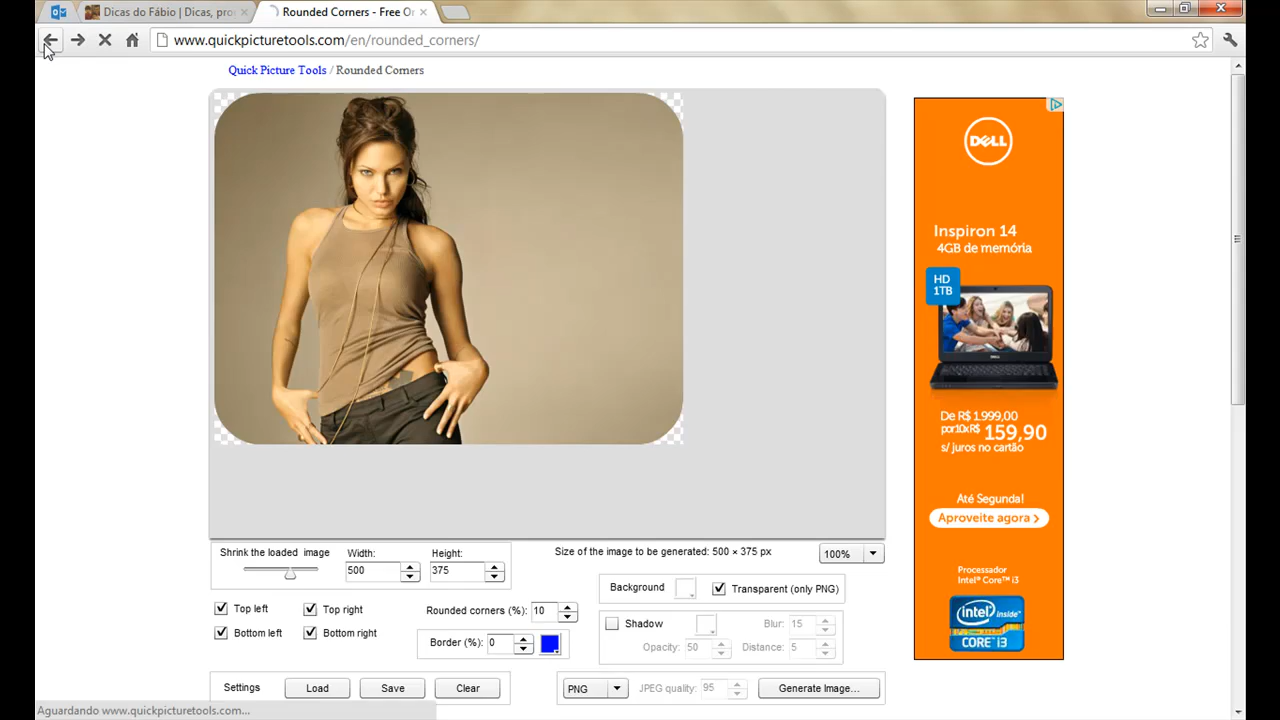 Dicas do Fábio | Dicas, pro
Rounded Corners - Free On
www.quickpicturetools.com/en/rounded_corners/
Quick Picture Tools / Rounded Corners
DELL
Inspiron 14
4GB de memória
HD
1TB
De R$ 1.999,00
por10xR$ 159,90
s/ juros no cartão
Até Segunda!
Aproveite agora
Processador
Intel® Core™ i3
intel inside™
CORE™ i3
Shrink the loaded image
Width:
500
Height:
375
Size of the image to be generated: 500 × 375 px
100%
Top left
Top right
Bottom left
Bottom right
Rounded corners (%): 10
Border (%): 0
Background
Transparent (only PNG)
Shadow
Blur: 15
Opacity: 50
Distance: 5
Settings
Load
Save
Clear
PNG
JPEG quality: 95
Generate Image...
Aguardando www.quickpicturetools.com...